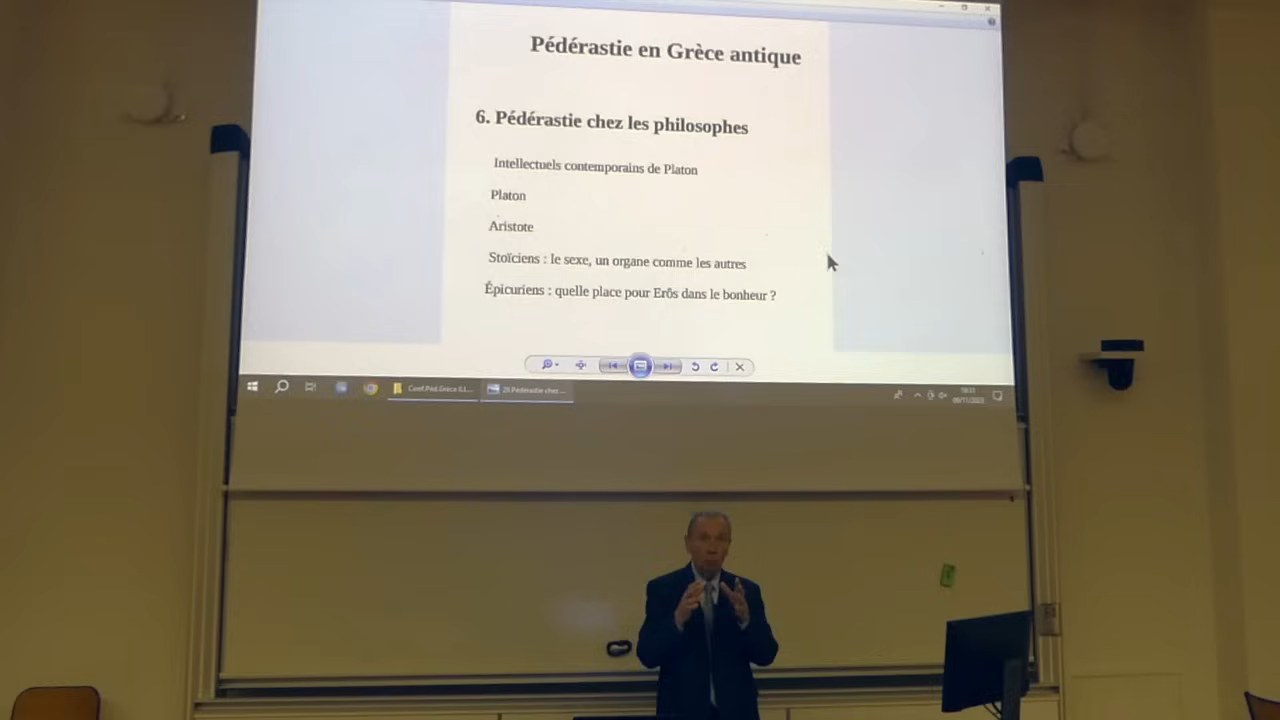 Pédérastie en Grèce antique
6. Pédérastie chez les philosophes
Intellectuels contemporains de Platon
Platon
Aristote
Stoïciens : le sexe, un organe comme les autres
Épicuriens : quelle place pour Erôs dans le bonheur ?